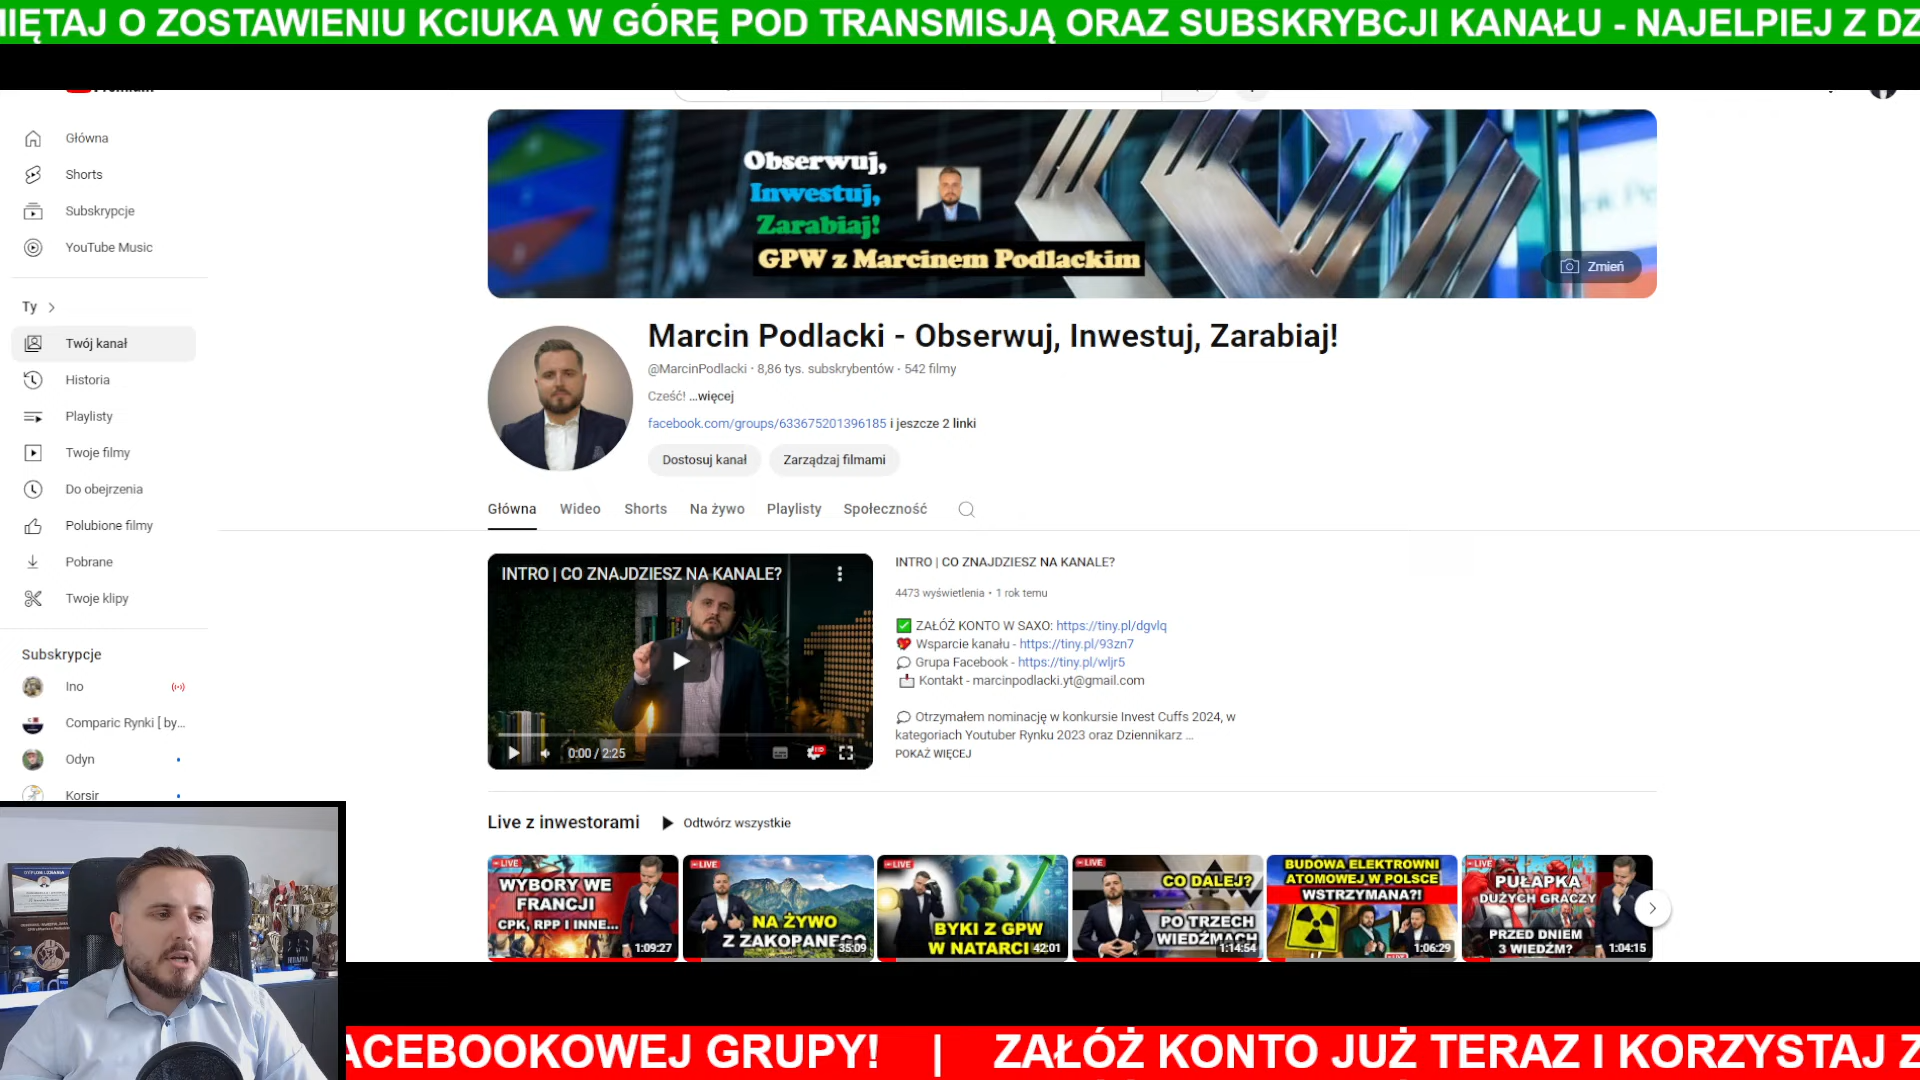 MIĘTAJ O ZOSTAWIENIU KCIUKA W GÓRĘ POD TRANSMISJĄ ORAZ SUBSKRYBCJI KANAŁU - NAJELPIEJ Z DZ
Premium
Główna
Shorts
Subskrypcje
YouTube Music
Ty
Twój kanał
Historia
Playlisty
Twoje filmy
Do obejrzenia
Polubione filmy
Pobrane
Twoje klipy
Subskrypcje
Ino
Comparic Rynki [ by...
Odyn
Korsir
Obserwuj,
Inwestuj,
Zarabiaj!
GPW z Marcinem Podlackim
Zmień
Marcin Podlacki - Obserwuj, Inwestuj, Zarabiaj!
@MarcinPodlacki • 8,86 tys. subskrybentów • 542 filmy
Cześć! ...więcej
facebook.com/groups/633675201396185 i jeszcze 2 linki
Dostosuj kanał Zarządzaj filmami
Główna Wideo Shorts Na żywo Playlisty Społeczność
INTRO | CO ZNAJDZIESZ NA KANALE?
0:00 / 2:25
INTRO | CO ZNAJDZIESZ NA KANALE?
4473 wyświetlenia • 1 rok temu
✅ ZAŁÓŻ KONTO W SAXO: https://tiny.pl/dgvlq
💖 Wsparcie kanału - https://tiny.pl/93zn7
💬 Grupa Facebook - https://tiny.pl/wljr5
📩 Kontakt - marcinpodlacki.yt@gmail.com
💬 Otrzymałem nominację w konkursie Invest Cuffs 2024, w
kategoriach Youtuber Rynku 2023 oraz Dziennikarz ...
POKAŻ WIĘCEJ
Live z inwestorami Odtwórz wszystkie
LIVE
WYBORY WE
FRANCJI
CPK, RPP I INNE...
1:09:27
LIVE
NA ŻYWO
Z ZAKOPANEGO
35:09
LIVE
BYKI Z GPW
W NATARCI
42:01
LIVE
CO DALEJ?
PO TRZECH
WIEDŹMACH
1:14:54
BUDOWA ELEKTROWNI
ATOMOWEJ W POLSCE
WSTRZYMANA?!
LIVE
1:06:29
LIVE
PUŁAPKA
DUŻYCH GRACZY
PRZED DNIEM
3 WIEDŹM?
1:04:15
ACEBOOKOWEJ GRUPY! | ZAŁÓŻ KONTO JUŻ TERAZ I KORZYSTAJ Z